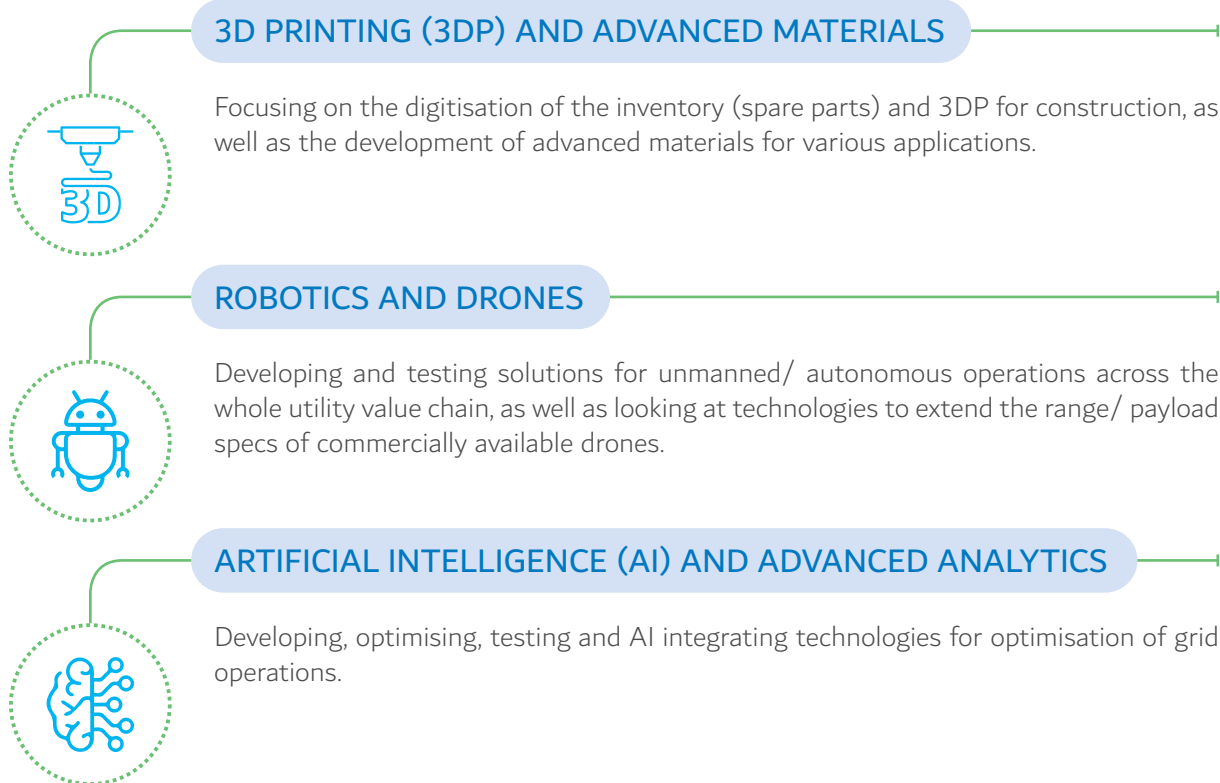 3D PRINTING (3DP) AND ADVANCED MATERIALS
Focusing on the digitisation of the inventory (spare parts) and 3DP for construction, as
well as the development of advanced materials for various applications.
3D
ROBOTICS AND DRONES
Developing and testing solutions for unmanned/ autonomous operations across the
whole utility value chain, as well as looking at technologies to extend the range/ payload
specs of commercially available drones.
ARTIFICIAL INTELLIGENCE (AI) AND ADVANCED ANALYTICS
Developing, optimising, testing and AI integrating technologies for optimisation of grid
operations.